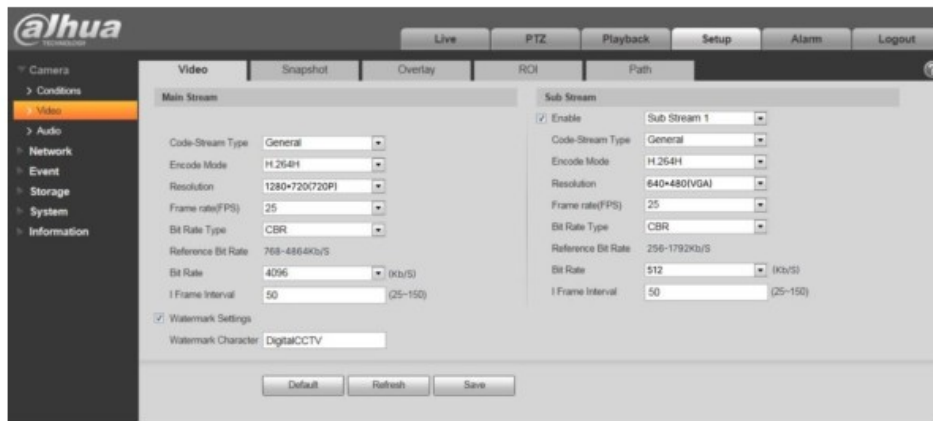 alhua
TECHNOLOGY
Live PTZ Playback Setup Alarm Logout
Camera
Conditions
Video
Audio
Network
Event
Storage
System
Information
Video Snapshot Overlay ROI Path
Main Stream
Code-Stream Type General
Encode Mode H.264H
Resolution 1280*720(720P)
Frame rate(FPS) 25
Bit Rate Type CBR
Reference Bit Rate 768-4864Kb/S
Bit Rate 4096 (Kb/S)
I Frame Interval 50 (25~150)
Watermark Settings
Watermark Character DigitalCCTV
Sub Stream
Enable Sub Stream 1
Code-Stream Type General
Encode Mode H.264H
Resolution 640*480(VGA)
Frame rate(FPS) 25
Bit Rate Type CBR
Reference Bit Rate 256-1792Kb/S
Bit Rate 512 (Kb/S)
I Frame Interval 50 (25~150)
Default Refresh Save